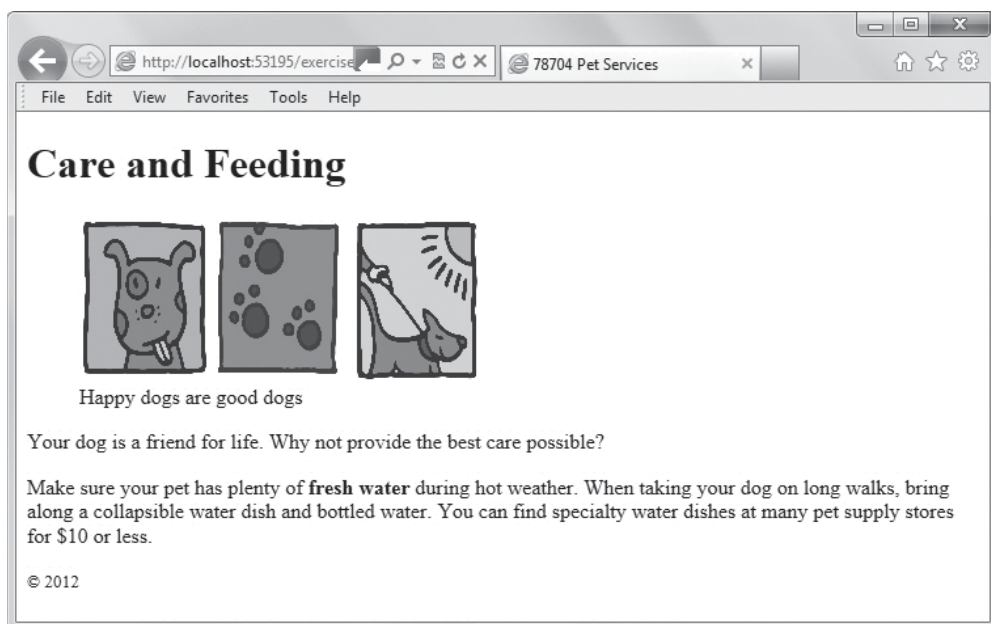 http://localhost:53195/exercise
78704 Pet Services
File Edit View Favorites Tools Help
Care and Feeding
Happy dogs are good dogs
Your dog is a friend for life. Why not provide the best care possible?
Make sure your pet has plenty of fresh water during hot weather. When taking your dog on long walks, bring
along a collapsible water dish and bottled water. You can find specialty water dishes at many pet supply stores
for $10 or less.
© 2012